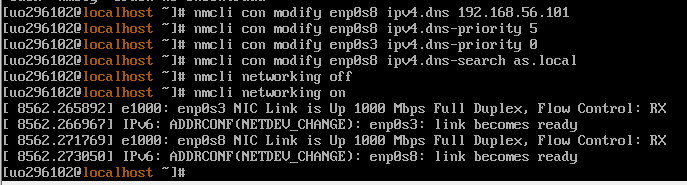 [uo296102@localhost ]# nmcli con modify enp0s8 ipv4.dns 192.168.56.101
[uo296102@localhost ]# nmcli con modify enp0s8 ipv4.dns-priority 5
[uo296102@localhost ]# nmcli con modify enp0s3 ipv4.dns-priority 0
[uo296102@localhost ]# nmcli con modify enp0s8 ipv4.dns-search as.local
[uo296102@localhost ]# nmcli networking off
[uo296102@localhost ]# nmcli networking on
[ 8562.265892] e1000: enp0s3 NIC Link is Up 1000 Mbps Full Duplex, Flow Control: RX
[ 8562.266967] IPv6: ADDRCONF(NETDEV_CHANGE): enp0s3: link becomes ready
[ 8562.271769] e1000: enp0s8 NIC Link is Up 1000 Mbps Full Duplex, Flow Control: RX
[ 8562.273050] IPv6: ADDRCONF(NETDEV_CHANGE): enp0s8: link becomes ready
[uo296102@localhost ]#